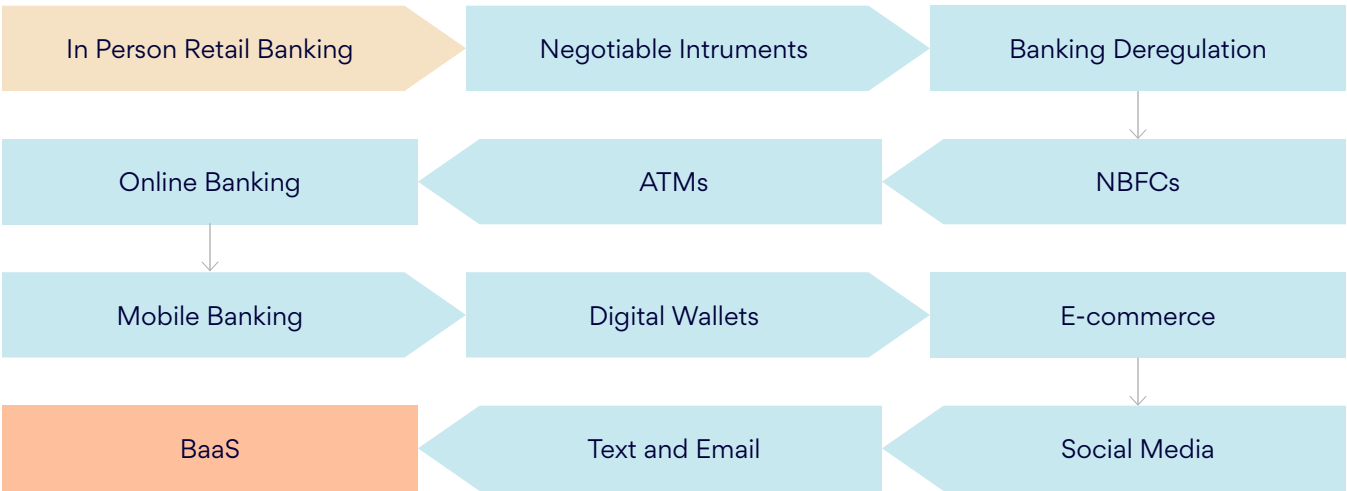 In Person Retail Banking
Negotiable Intruments
Banking Deregulation
NBFCs
ATMs
Online Banking
Mobile Banking
Digital Wallets
E-commerce
Social Media
Text and Email
BaaS